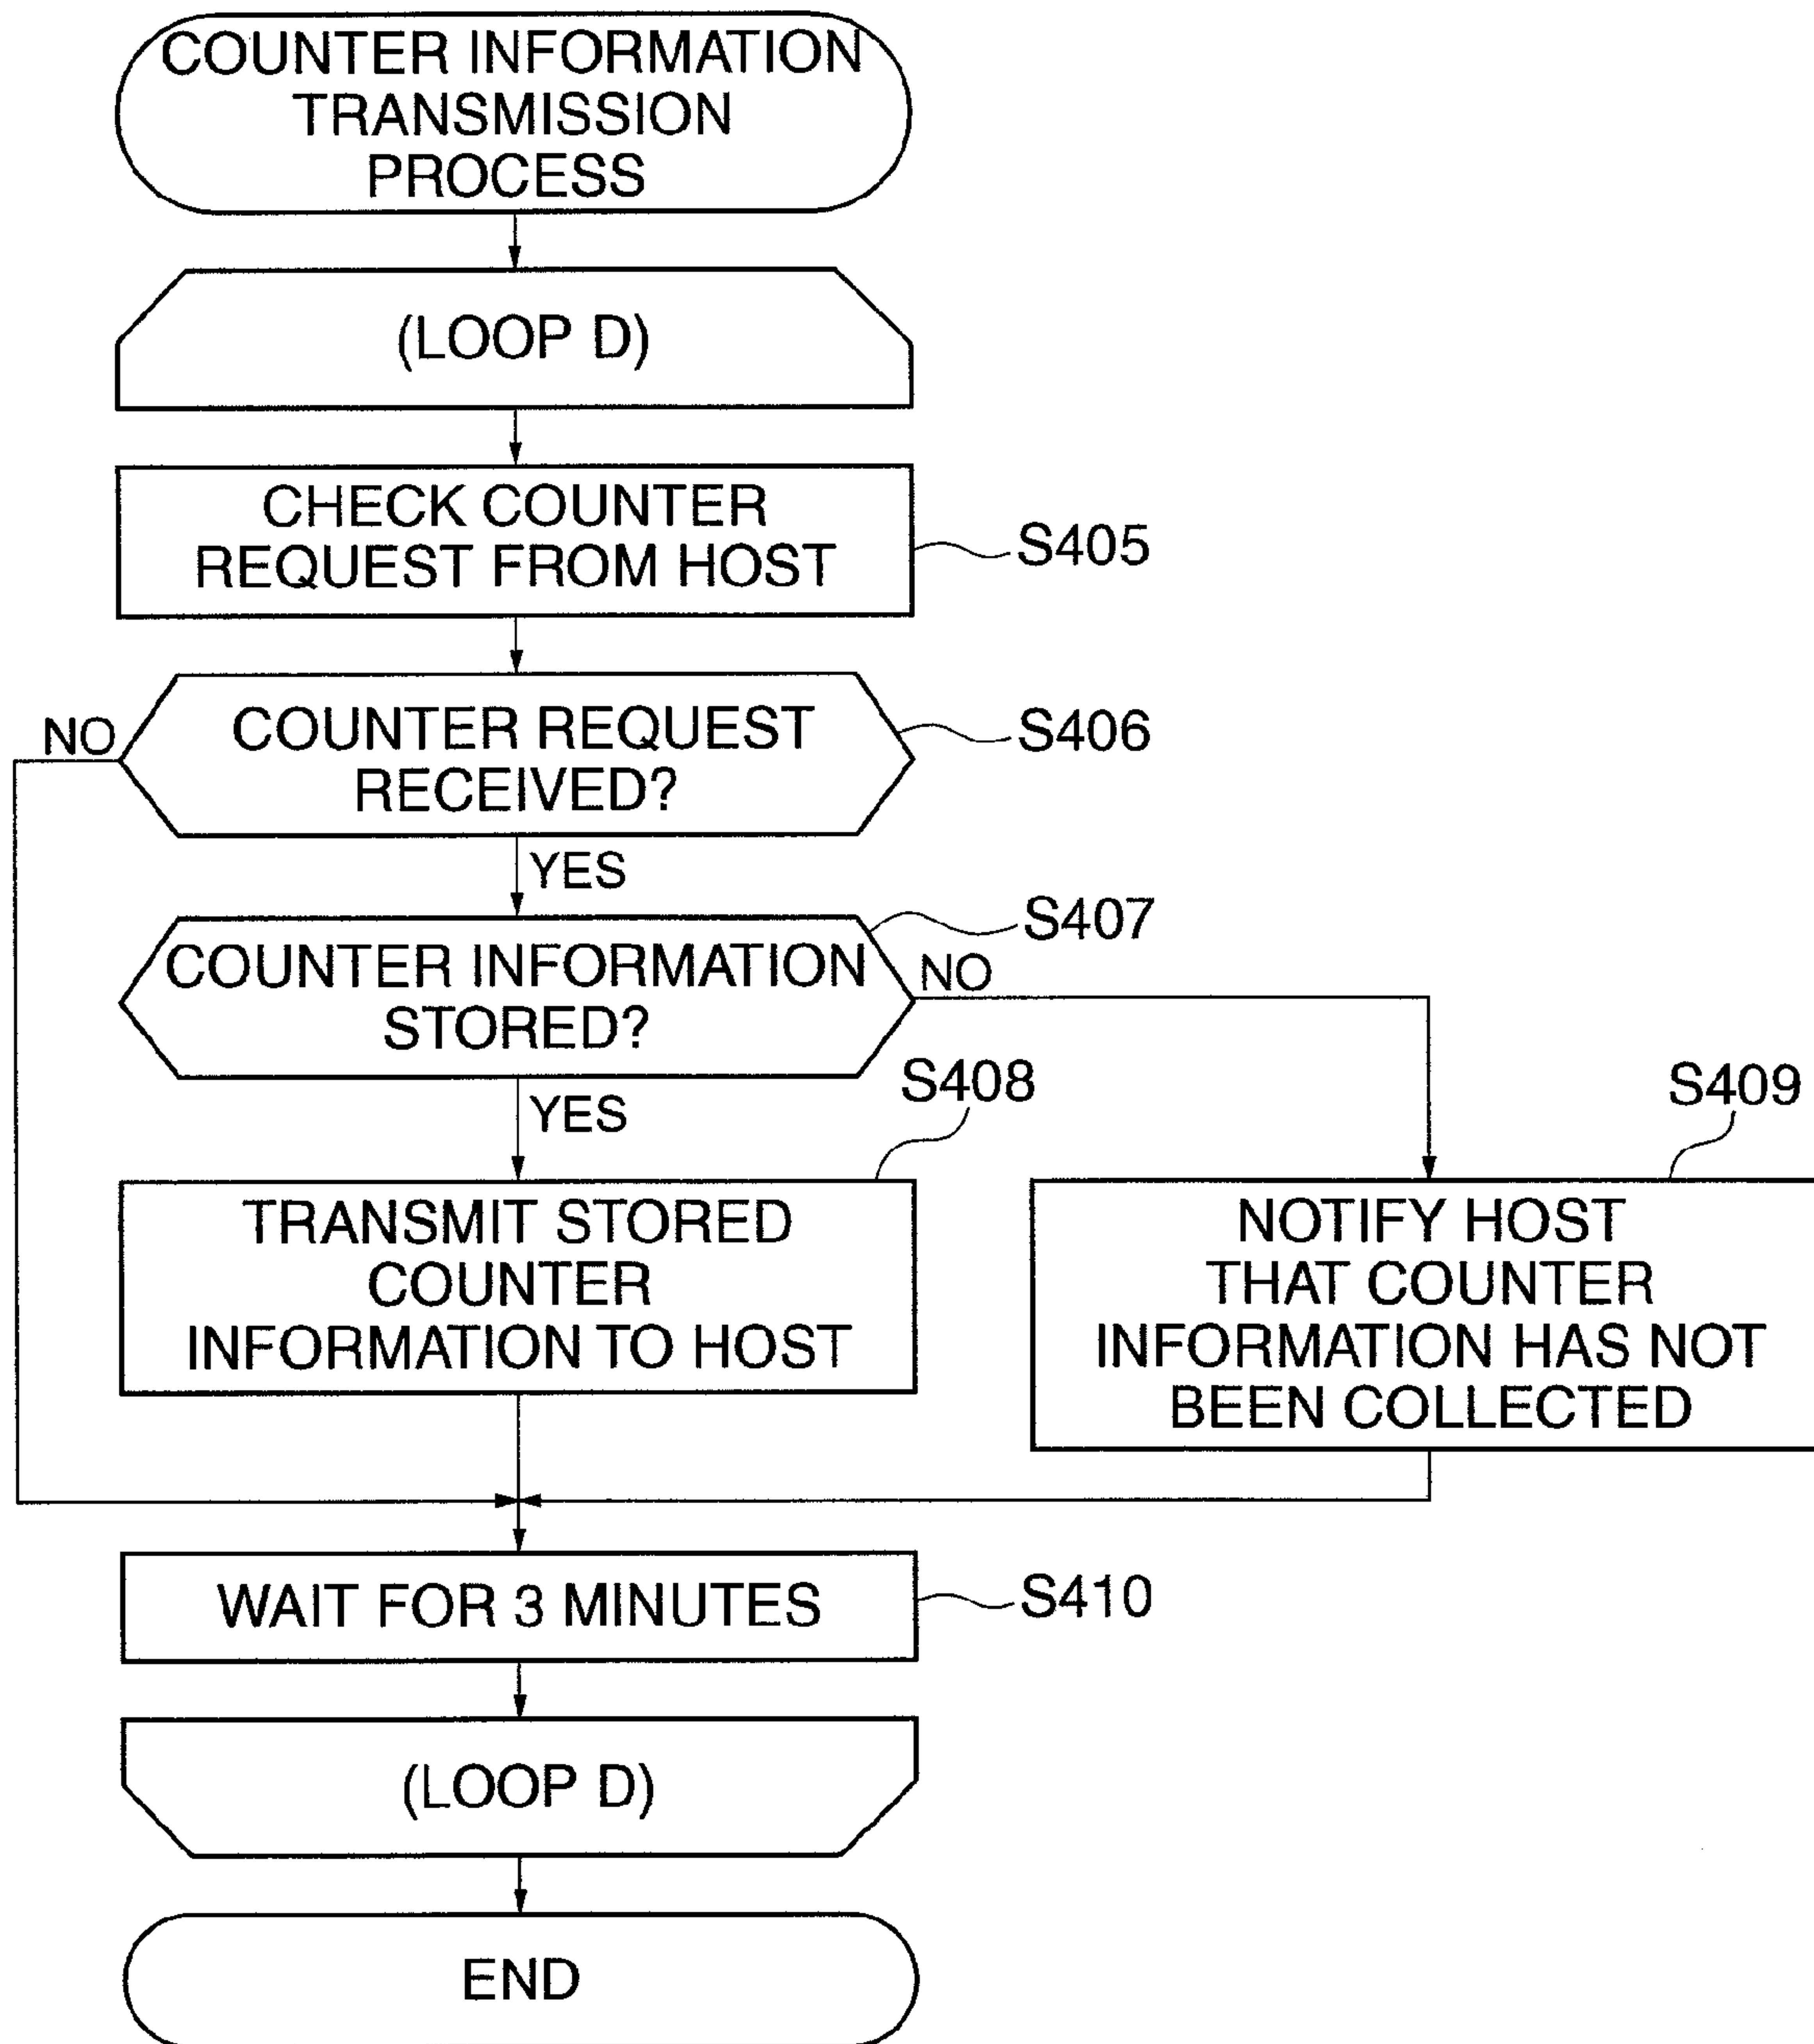 COUNTER INFORMATION
TRANSMISSION
PROCESS
(LOOP D)
CHECK COUNTER
REQUEST FROM HOST
S405
COUNTER REQUEST
RECEIVED?
S406
NO
YES
COUNTER INFORMATION
STORED?
S407
NO
YES
S408
TRANSMIT STORED
COUNTER
INFORMATION TO HOST
S409
NOTIFY HOST
THAT COUNTER
INFORMATION HAS NOT
BEEN COLLECTED
WAIT FOR 3 MINUTES
S410
(LOOP D)
END